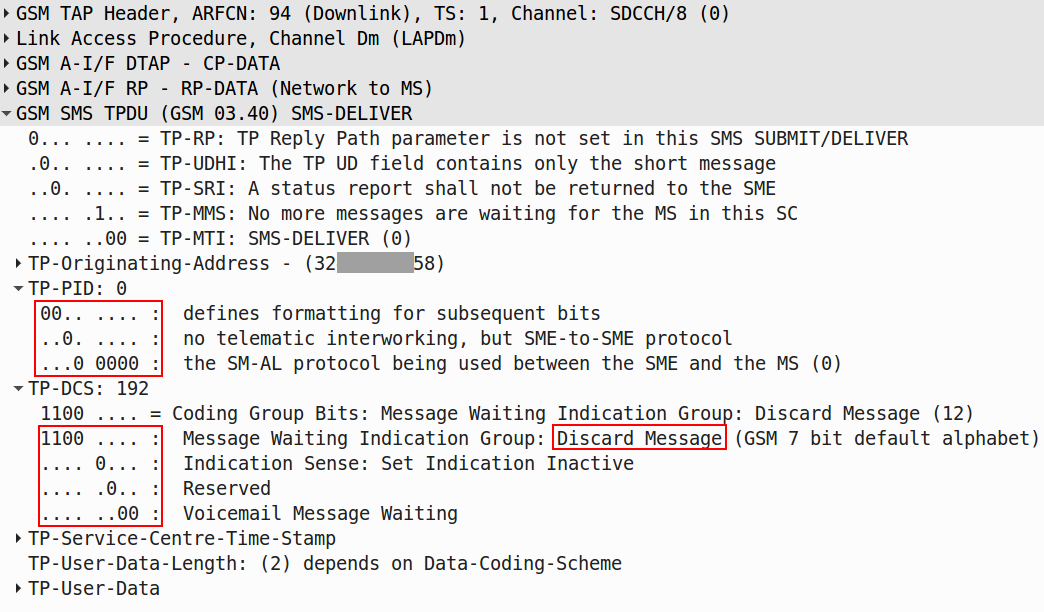 GSM TAP Header, ARFCN: 94 (Downlink), TS: 1, Channel: SDCCH/8 (0)
Link Access Procedure, Channel Dm (LAPDm)
GSM A-I/F DTAP - CP-DATA
GSM A-I/F RP - RP-DATA (Network to MS)
GSM SMS TPDU (GSM 03.40) SMS-DELIVER
0... .... = TP-RP: TP Reply Path parameter is not set in this SMS SUBMIT/DELIVER
.0.. .... = TP-UDHI: The TP UD field contains only the short message
..0. .... = TP-SRI: A status report shall not be returned to the SME
.... .1.. = TP-MMS: No more messages are waiting for the MS in this SC
.... ..00 = TP-MTI: SMS-DELIVER (0)
TP-Originating-Address - (32 58)
TP-PID: 0
00.. .... : defines formatting for subsequent bits
..0. .... : no telematic interworking, but SME-to-SME protocol
...0 0000 : the SM-AL protocol being used between the SME and the MS (0)
TP-DCS: 192
1100 .... = Coding Group Bits: Message Waiting Indication Group: Discard Message (12)
1100 .... : Message Waiting Indication Group: Discard Message (GSM 7 bit default alphabet)
.... 0... : Indication Sense: Set Indication Inactive
.... .0.. : Reserved
.... ..00 : Voicemail Message Waiting
TP-Service-Centre-Time-Stamp
TP-User-Data-Length: (2) depends on Data-Coding-Scheme
TP-User-Data